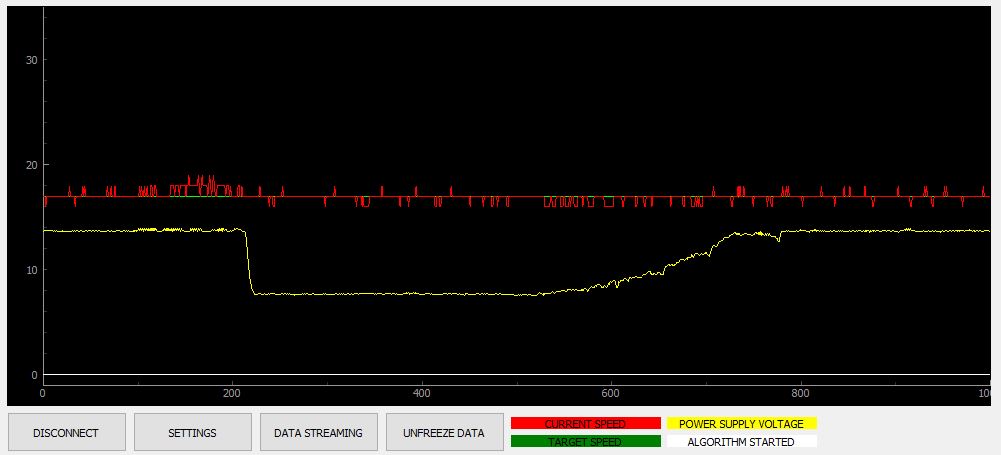 30
20
10
0
0 200 400 600 800 100
DISCONNECT SETTINGS DATA STREAMING UNFREEZE DATA
CURRENT SPEED POWER SUPPLY VOLTAGE
TARGET SPEED ALGORITHM STARTED